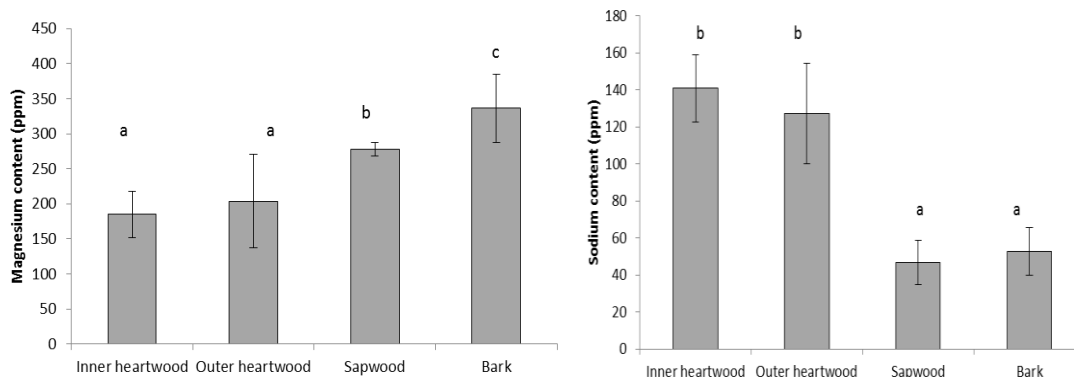 Magnesium content (ppm)
450
400
350
300
250
200
150
100
50
0
a
a
b
c
Inner heartwood Outer heartwood Sapwood Bark
Sodium content (ppm)
180
160
140
120
100
80
60
40
20
0
b
b
a
a
Inner heartwood Outer heartwood Sapwood Bark